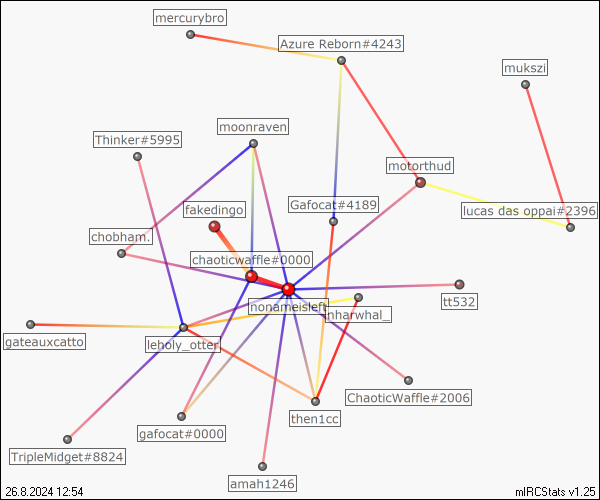 mercurybro
Azure Reborn#4243
mukszi
moonraven
Thinker#5995
motorthud
Gafocat#4189
fakedingo
lucas das oppai#2396
chobham.
chaoticwaffle#0000
nonameisleft
tt532
inharwhal_
gateauxcatto
leholy_otter
ChaoticWaffle#2006
then1cc
gafocat#0000
TripleMidget#8824
amah1246
26.8.2024 12:54
mIRCStats v1.25